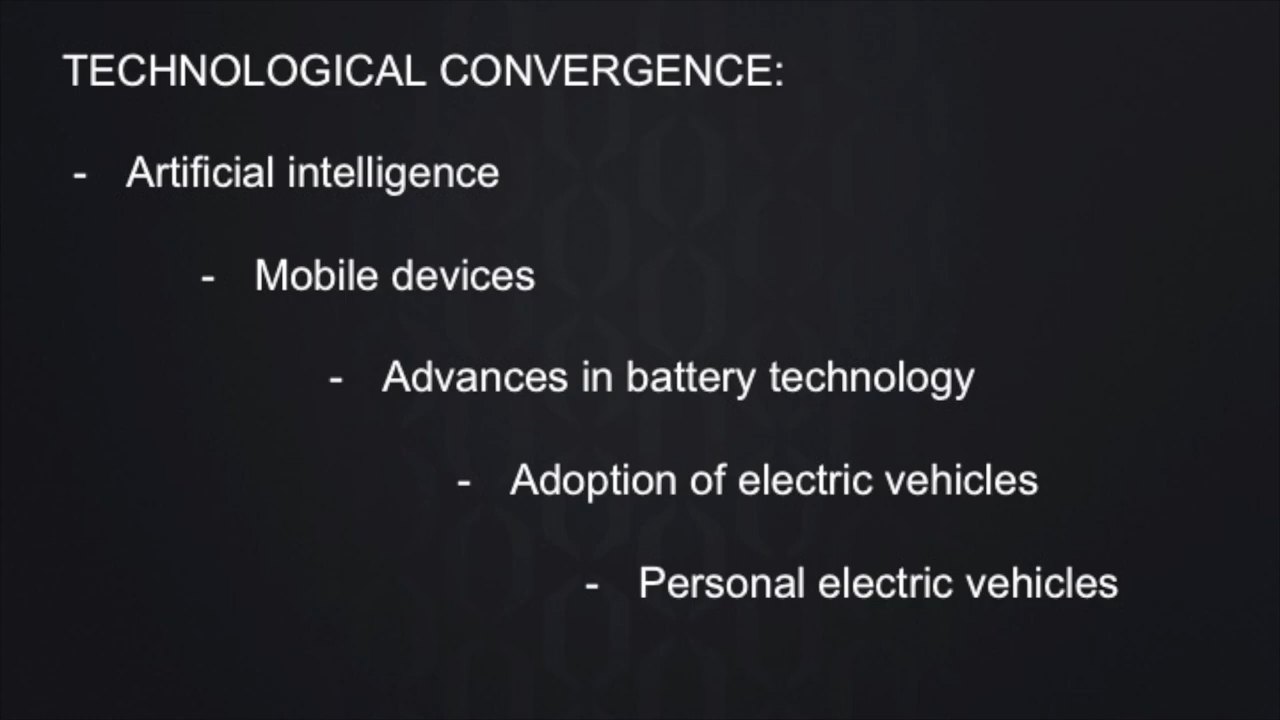 TECHNOLOGICAL CONVERGENCE:
- Artificial intelligence
- Mobile devices
- Advances in battery technology
- Adoption of electric vehicles
- Personal electric vehicles